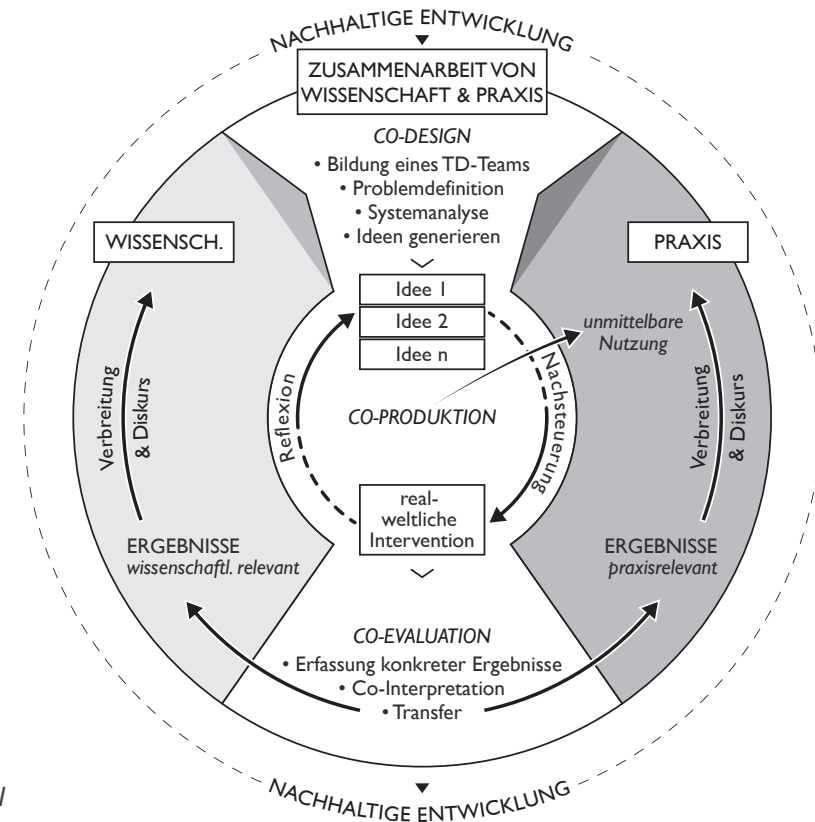 NACHHALTIGE ENTWICKLUNG
ZUSAMMENARBEIT VON
WISSENSCHAFT & PRAXIS
CO-DESIGN
• Bildung eines TD-Teams
• Problemdefinition
• Systemanalyse
• Ideen generieren
WISSENSCH.
PRAXIS
Idee 1
Idee 2
Idee n
unmittelbare
Nutzung
Verbreitung
& Diskurs
Reflexion
CO-PRODUKTION
Nachsteuerung
Verbreitung
& Diskurs
real-
weltliche
Intervention
ERGEBNISSE
wissenschaftl. relevant
ERGEBNISSE
praxisrelevant
CO-EVALUATION
• Erfassung konkreter Ergebnisse
• Co-Interpretation
• Transfer
NACHHALTIGE ENTWICKLUNG